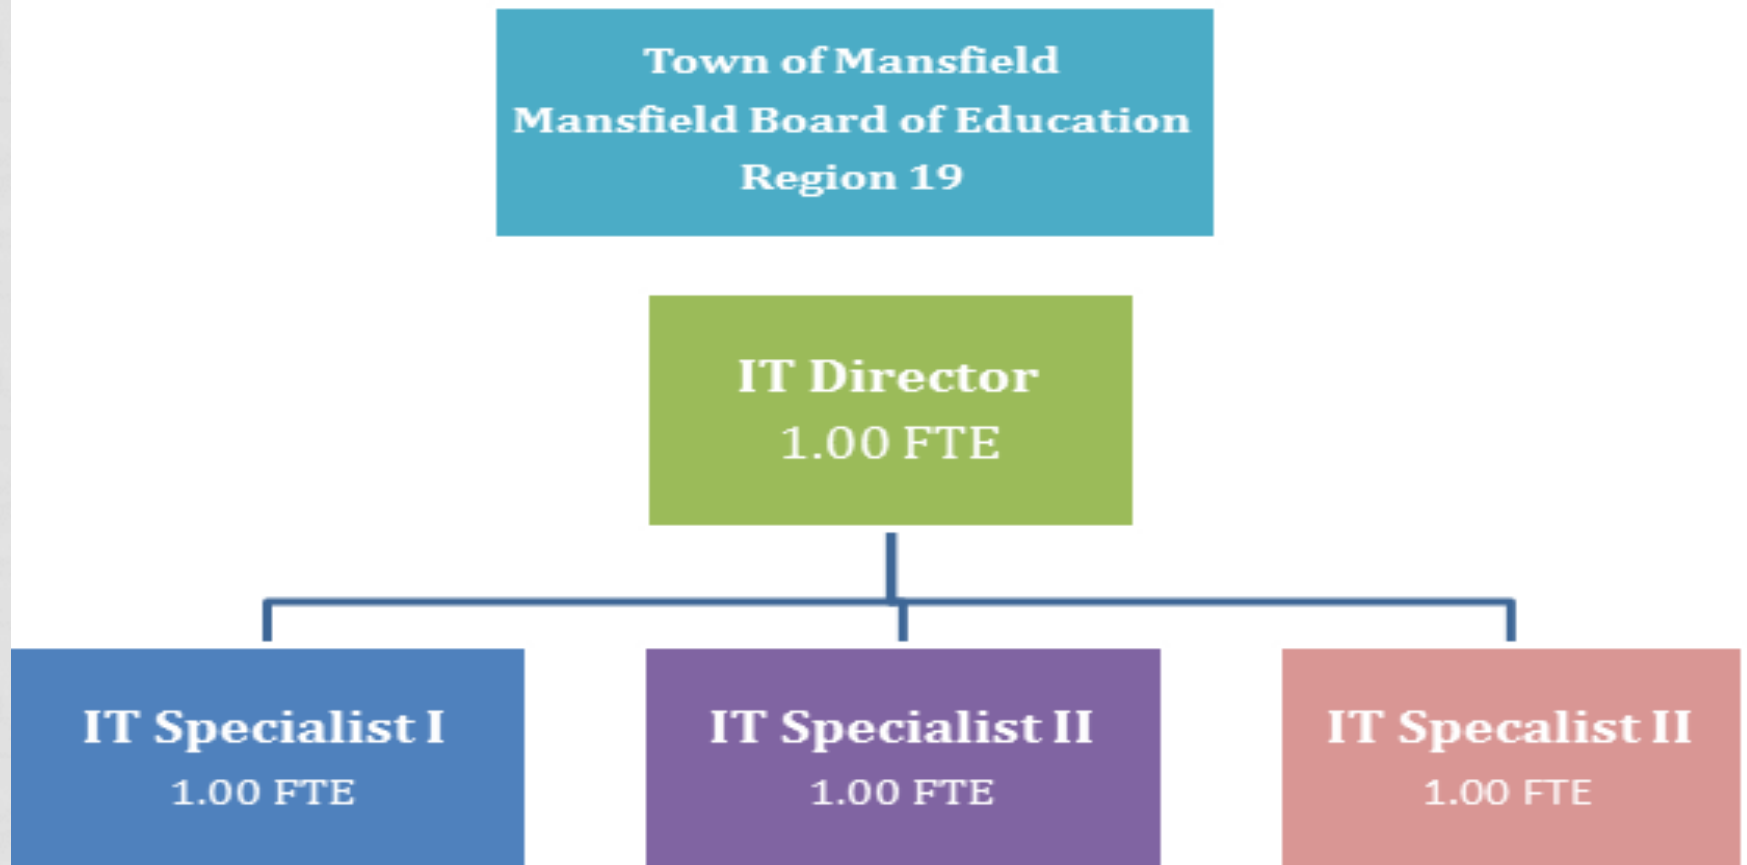 Town of Mansfield
Mansfield Board of Education
Region 19
IT Director
1.00 FTE
IT Specialist I
1.00 FTE
IT Specialist II
1.00 FTE
IT Specalist II
1.00 FTE